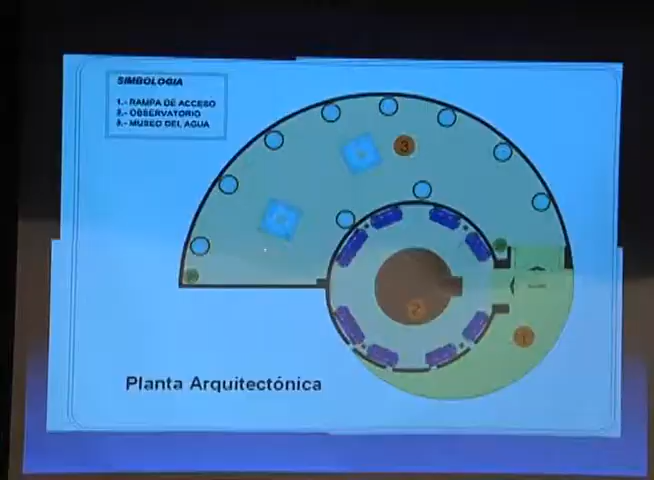 SIMBOLOGIA
1.- RAMPA DE ACCESO
2.- OBSERVATORIO
3.- MUSEO DEL AGUA
3
2
1
Planta Arquitectónica